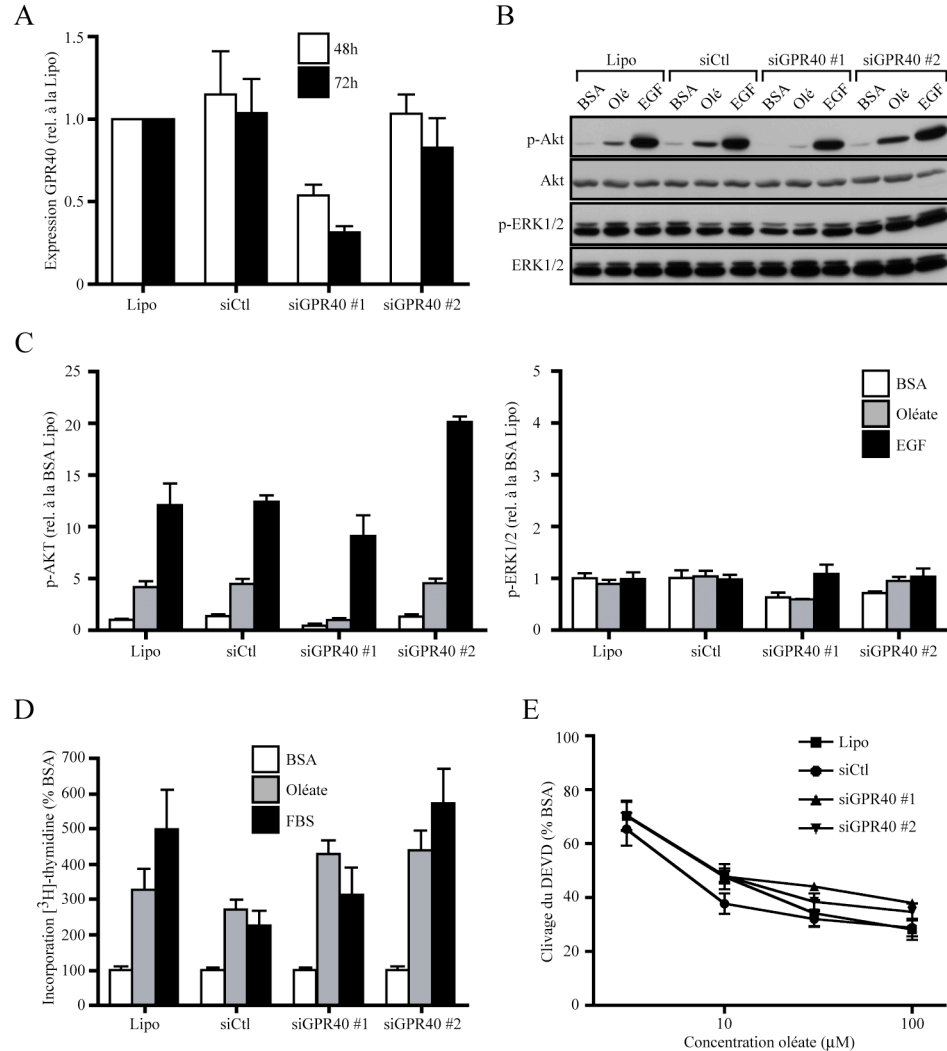 A
Expression GPR40 (rel. à la Lipo)
1.5
1.0
0.5
0
48h
72h
Lipo
siCtl
siGPR40 #1
siGPR40 #2
B
Lipo
siCtl
siGPR40 #1
siGPR40 #2
BSA
Olé
EGF
BSA
Olé
EGF
BSA
Olé
EGF
BSA
Olé
EGF
p-Akt
Akt
p-ERK1/2
ERK1/2
C
p-AKT (rel. à la BSA Lipo)
25
20
15
10
5
0
Lipo
siCtl
siGPR40 #1
siGPR40 #2
p-ERK1/2 (rel. à la BSA Lipo)
5
4
3
2
1
0
BSA
Oléate
EGF
Lipo
siCtl
siGPR40 #1
siGPR40 #2
D
Incorporation [³H]-thymidine (% BSA)
700
600
500
400
300
200
100
0
BSA
Oléate
FBS
Lipo
siCtl
siGPR40 #1
siGPR40 #2
E
Clivage du DEVD (% BSA)
100
80
60
40
20
0
Lipo
siCtl
siGPR40 #1
siGPR40 #2
10
100
Concentration oléate (µM)